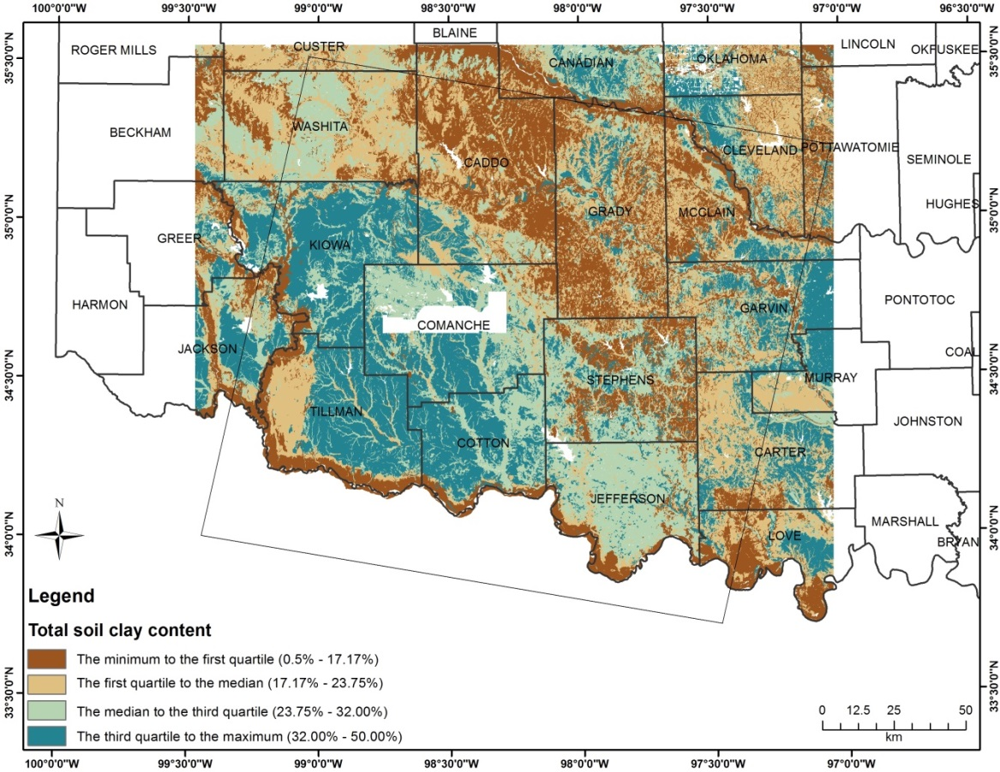 100°0'0"W 99°30'0"W 99°0'0"W 98°30'0"W 98°0'0"W 97°30'0"W 97°0'0"W 96°30'0"W
35°30'0"N
35°0'0"N
34°30'0"N
34°0'0"N
33°30'0"N
35°30'0"N
35°0'0"N
34°30'0"N
34°0'0"N
33°30'0"N
BLAINE
ROGER MILLS
CUSTER
LINCOLN
OKFUSKEE
CANADIAN
OKLAHOMA
BECKHAM
WASHITA
CADDO
CLEVELAND
POTTAWATOMIE
SEMINOLE
HUGHES
GRADY
MCCLAIN
GREER
KIOWA
HARMON
COMANCHE
GARVIN
PONTOTOC
JACKSON
COAL
STEPHENS
MURRAY
TILLMAN
JOHNSTON
COTTON
CARTER
JEFFERSON
LOVE
MARSHALL
BRYAN
N
Legend
Total soil clay content
The minimum to the first quartile (0.5% - 17.17%)
The first quartile to the median (17.17% - 23.75%)
The median to the third quartile (23.75% - 32.00%)
The third quartile to the maximum (32.00% - 50.00%)
0 12.5 25 50
km
100°0'0"W 99°30'0"W 99°0'0"W 98°30'0"W 98°0'0"W 97°30'0"W 97°0'0"W